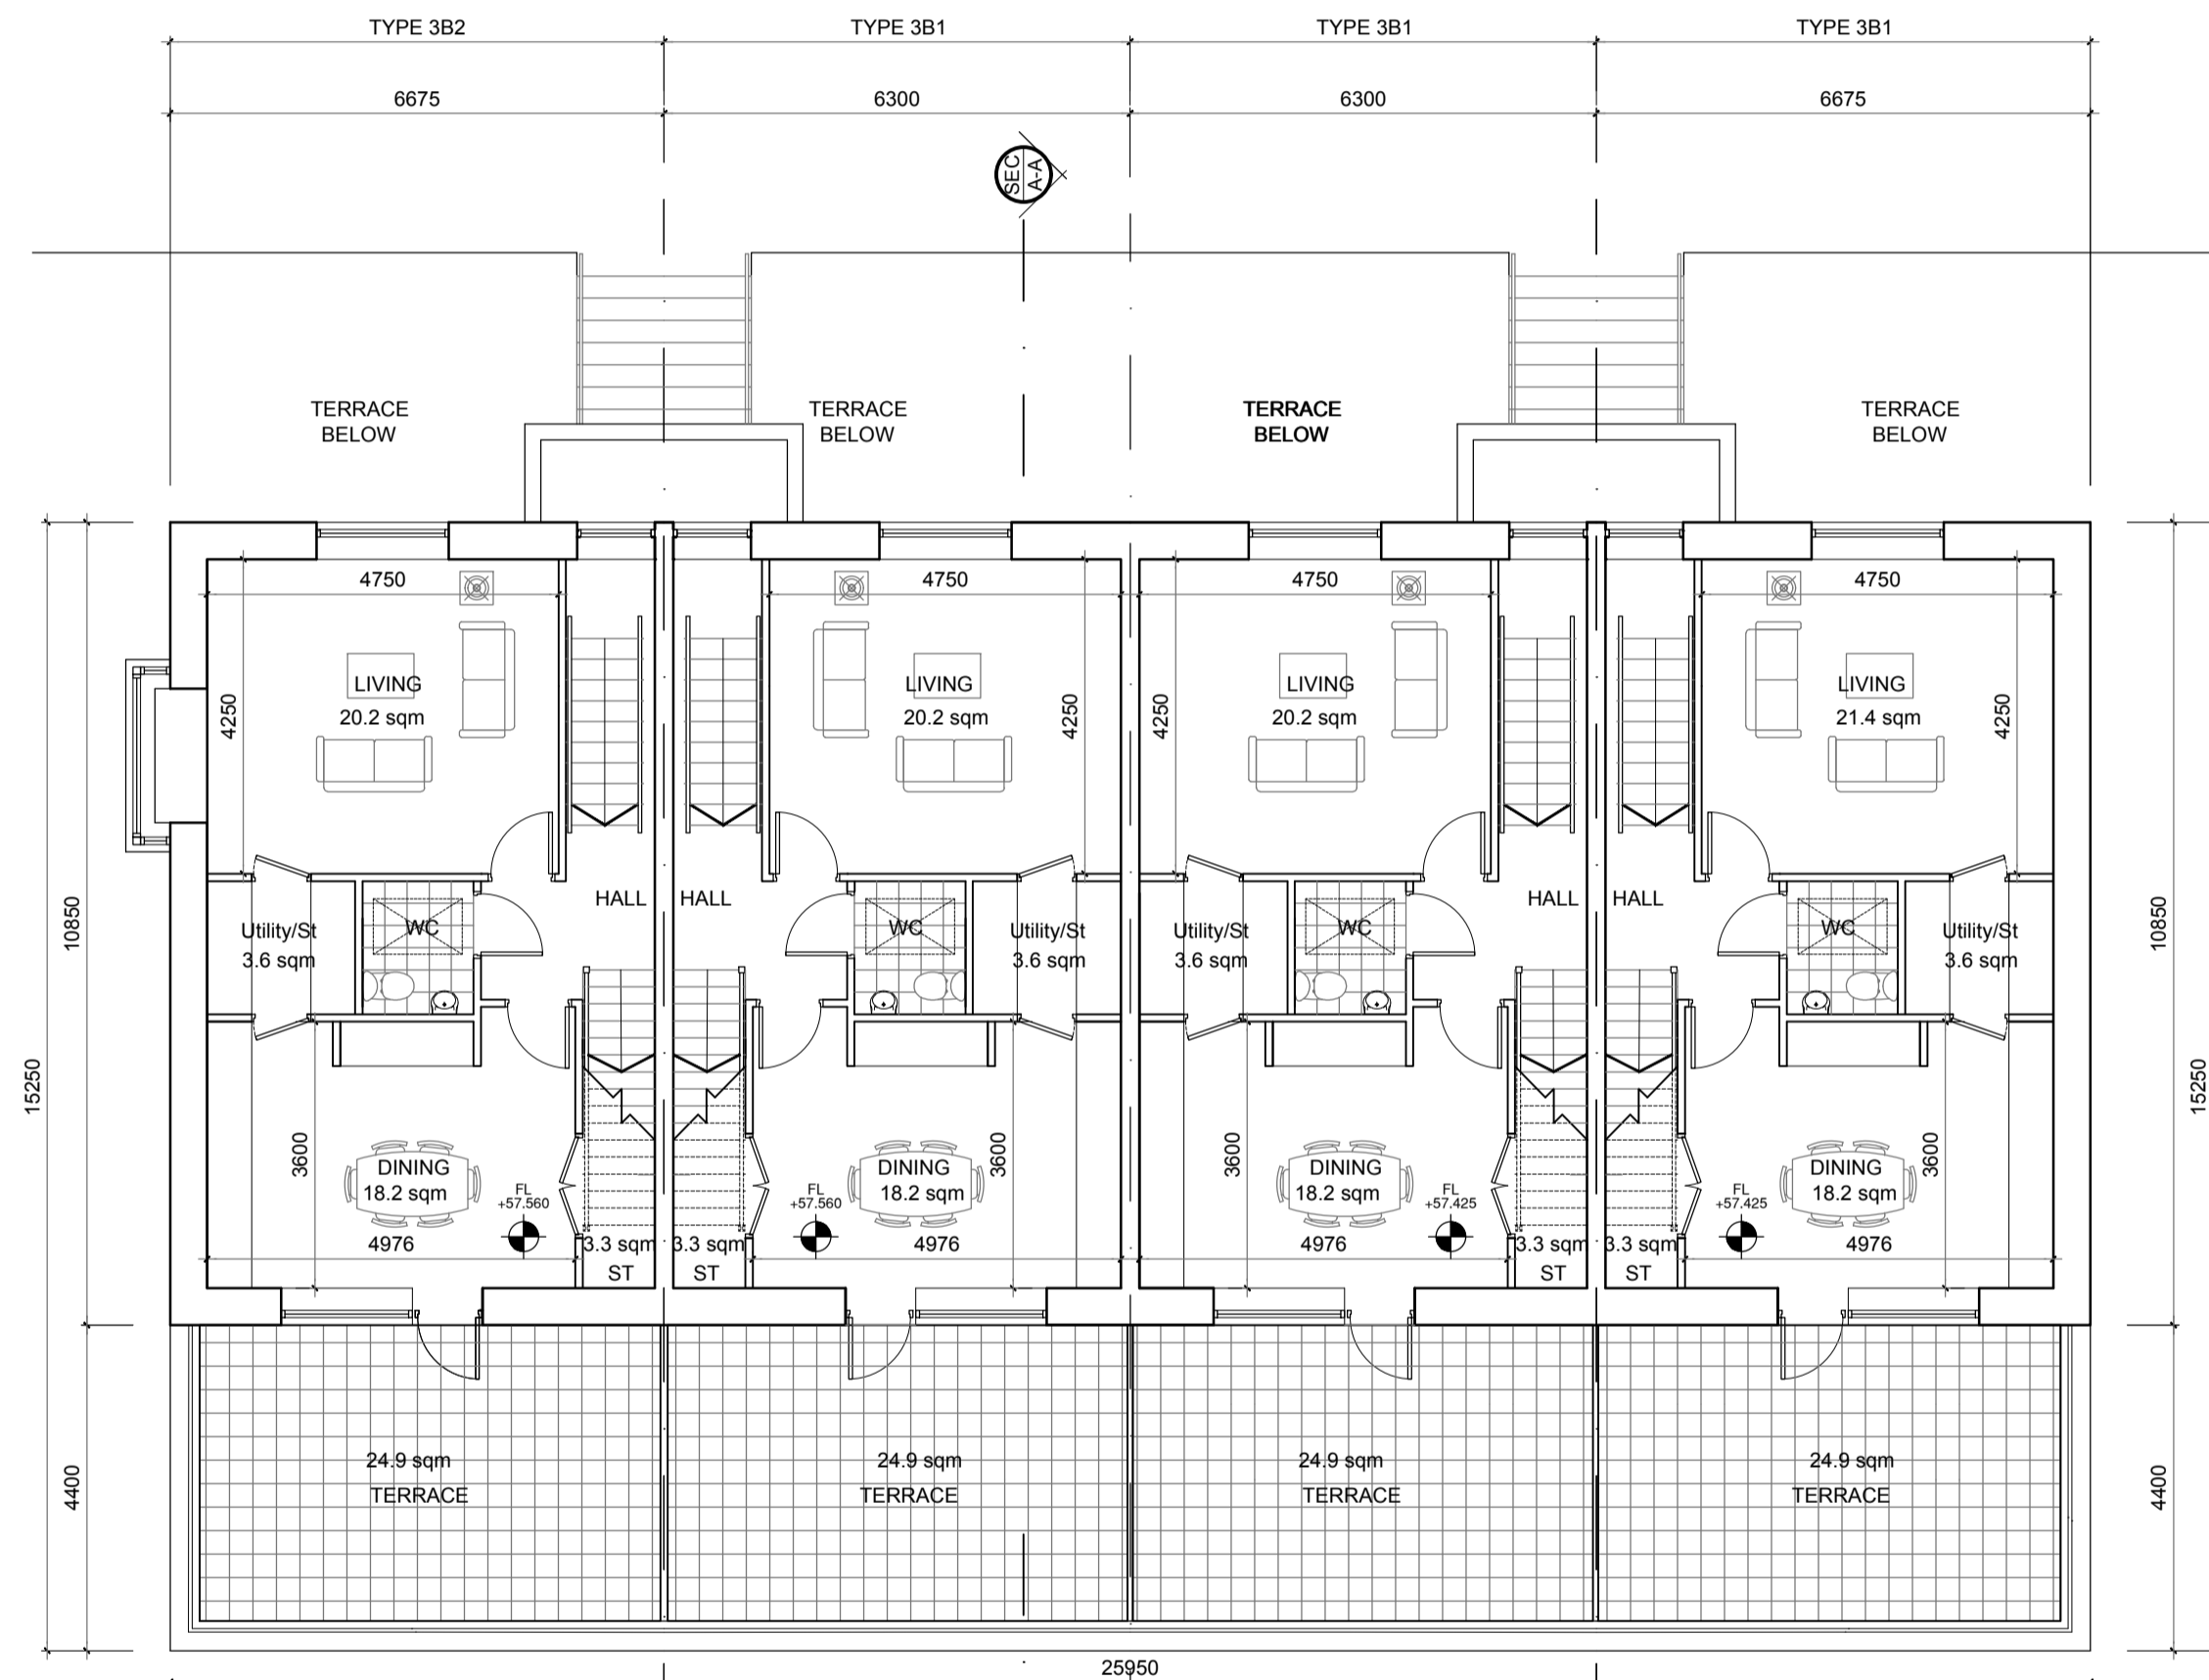 TYPE 3B2 TYPE 3B1 TYPE 3B1 TYPE 3B1
6675 6300 6300 6675
SEC
A-A
TERRACE TERRACE TERRACE TERRACE
BELOW BELOW BELOW BELOW
4750 4750 4750 4750
LIVING LIVING LIVING LIVING
20.2 sqm 20.2 sqm 20.2 sqm 21.4 sqm
4250 4250 4250 4250
HALL HALL HALL HALL
10850 10850
Utility/St WC WC Utility/St Utility/St WC WC Utility/St
3.6 sqm 3.6 sqm 3.6 sqm 3.6 sqm
15250 15250
3600 3600 3600 3600
DINING DINING DINING DINING
18.2 sqm 18.2 sqm 18.2 sqm 18.2 sqm
FL FL FL FL
+57.560 +57.560 +57.425 +57.425
4976 3.3 sqm 3.3 sqm 4976 4976 3.3 sqm 3.3 sqm 4976
ST ST ST ST
24.9 sqm 24.9 sqm 24.9 sqm 24.9 sqm
TERRACE TERRACE TERRACE TERRACE
4400 4400
25950